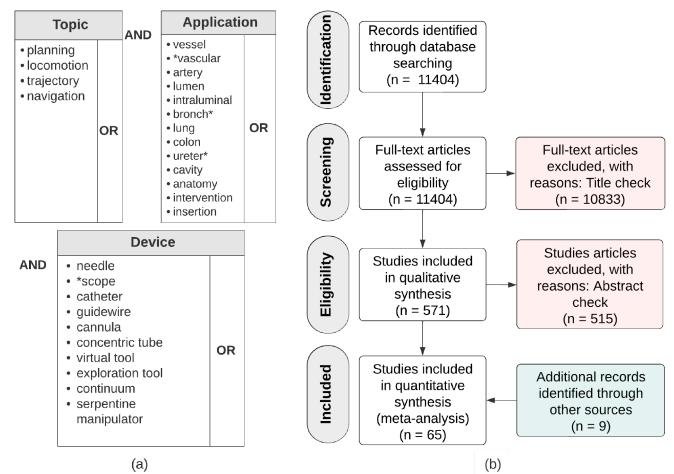 Topic
• planning
• locomotion
• trajectory
• navigation
OR
AND
Application
• vessel
• *vascular
• artery
• lumen
• intraluminal
• bronch*
• lung
• colon
• ureter*
• cavity
• anatomy
• intervention
• insertion
OR
AND
Device
• needle
• *scope
• catheter
• guidewire
• cannula
• concentric tube
• virtual tool
• exploration tool
• continuum
• serpentine
manipulator
OR
(a)
Identification
Records identified
through database
searching
(n = 11404)
Screening
Full-text articles
assessed for
eligibility
(n = 11404)
Full-text articles
excluded, with
reasons: Title check
(n = 10833)
Eligibility
Studies included
in qualitative
synthesis
(n = 571)
Studies articles
excluded, with
reasons: Abstract
check
(n = 515)
Included
Studies included
in quantitative
synthesis
(meta-analysis)
(n = 65)
Additional records
identified through
other sources
(n = 9)
(b)